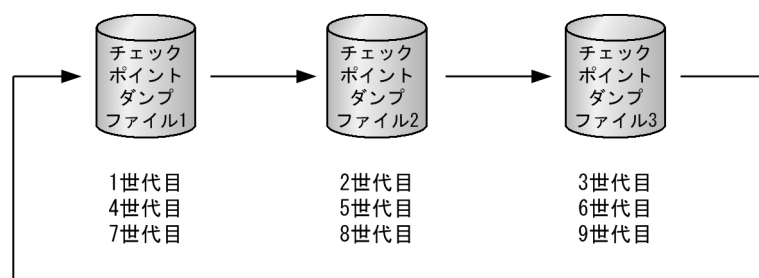 チェック
ポイント
ダンプ
ファイル1
チェック
ポイント
ダンプ
ファイル2
チェック
ポイント
ダンプ
ファイル3
1世代目
4世代目
7世代目
2世代目
5世代目
8世代目
3世代目
6世代目
9世代目